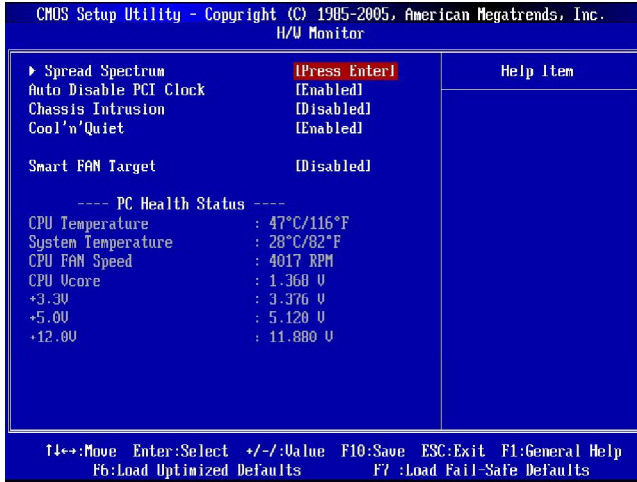 CMOS Setup Utility - Copyright (C) 1985-2005, American Megatrends, Inc.
H/W Monitor
▶ Spread Spectrum [Press Enter]
Help Item
Auto Disable PCI Clock [Enabled]
Chassis Intrusion [Disabled]
Cool'n'Quiet [Enabled]
Smart FAN Target [Disabled]
---- PC Health Status ----
CPU Temperature : 47°C/116°F
System Temperature : 28°C/82°F
CPU FAN Speed : 4017 RPM
CPU Vcore : 1.368 V
+3.3V : 3.376 V
+5.0V : 5.120 V
+12.0V : 11.880 V
↑↓←→:Move Enter:Select +/-/:Value F10:Save ESC:Exit F1:General Help
F6:Load Optimized Defaults F7 :Load Fail-Safe Defaults